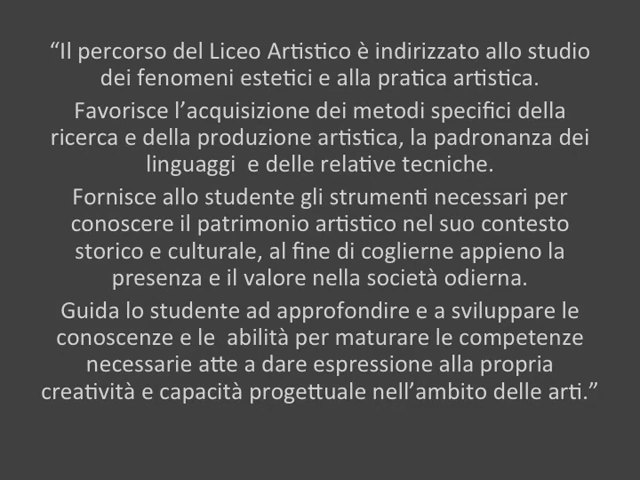 “Il percorso del Liceo Artistico è indirizzato allo studio
dei fenomeni estetici e alla pratica artistica.
Favorisce l’acquisizione dei metodi specifici della
ricerca e della produzione artistica, la padronanza dei
linguaggi  e delle relative tecniche.
Fornisce allo studente gli strumenti necessari per
conoscere il patrimonio artistico nel suo contesto
storico e culturale, al fine di coglierne appieno la
presenza e il valore nella società odierna.
Guida lo studente ad approfondire e a sviluppare le
conoscenze e le  abilità per maturare le competenze
necessarie atte a dare espressione alla propria
creatività e capacità progettuale nell’ambito delle arti.”